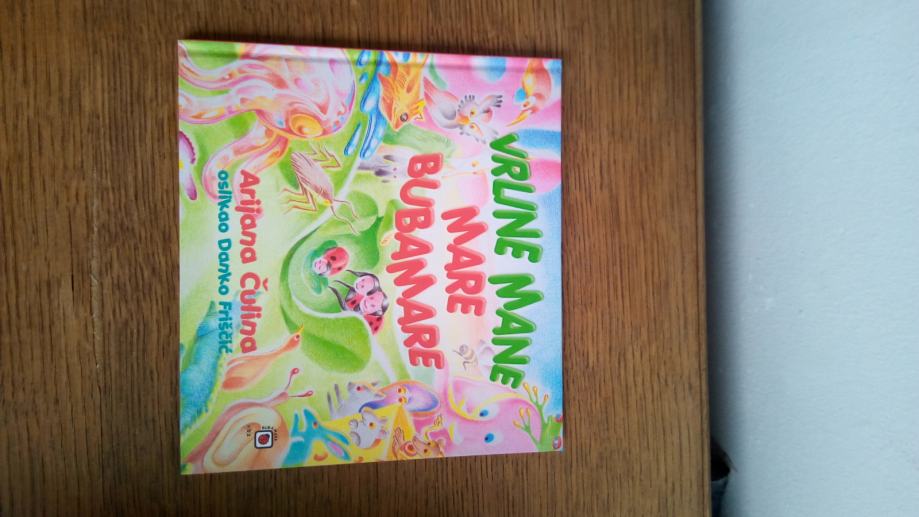 VRLINE MANE
MARE
BUBAMARE
Arijana Čulina
oslikao Danko Friščić